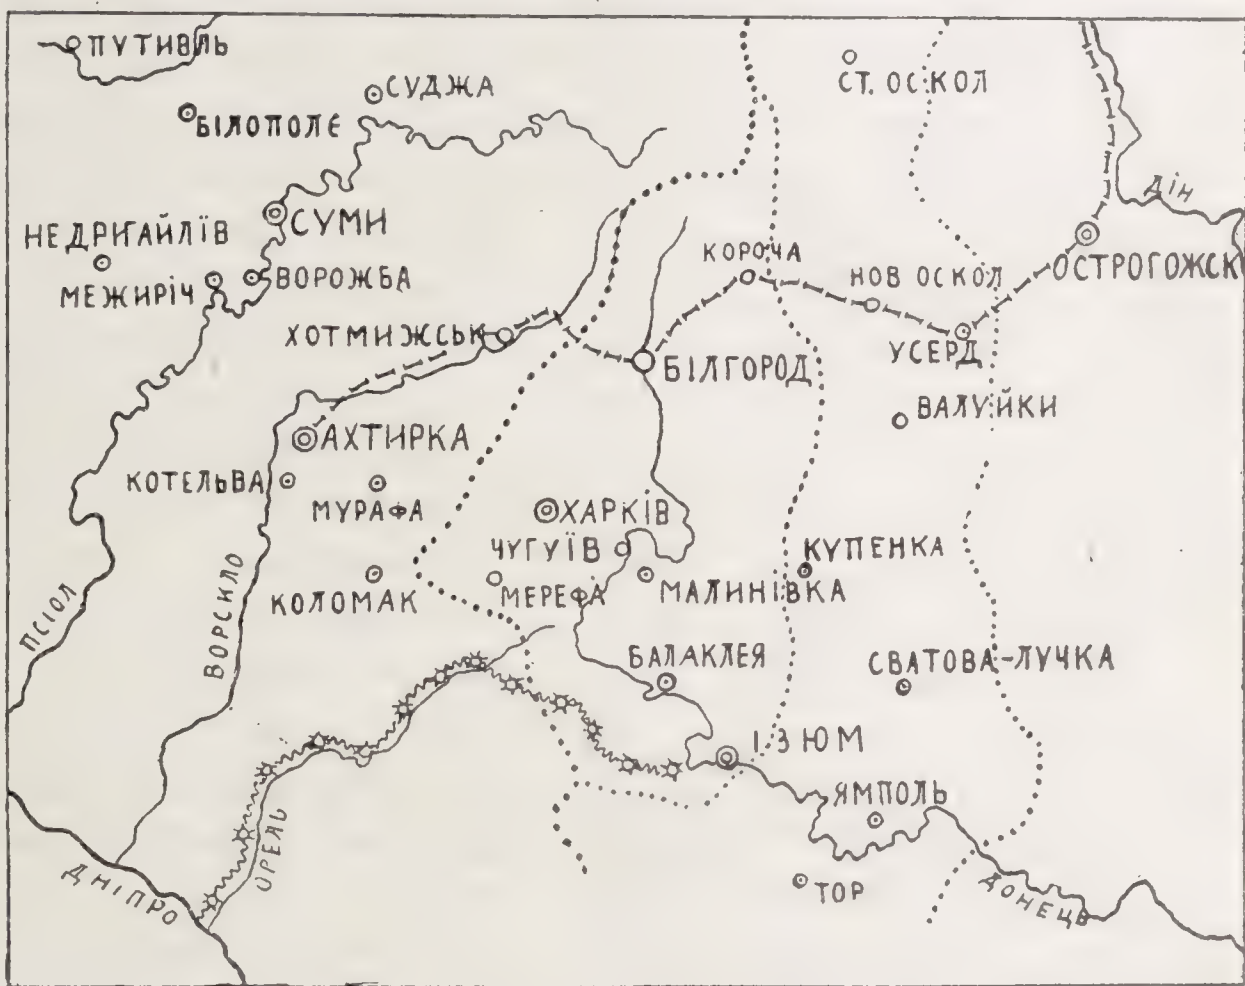 ПУТИВЛЬ
СУДЖА
СТ. ОСКОЛ
БІЛОПОЛЄ
ДІН
СУМИ
НЕДРИГАЙЛІВ
ОСТРОГОЖСК
КОРОЧА
НОВ ОСКОЛ
ВОРОЖБА
МЕЖИРІЧ
ХОТМИЖСЬК
УСЕРД
БІЛГОРОД
ВАЛУЙКИ
АХТИРКА
КОТЕЛЬВА
МУРАФА
ХАРКІВ
ЧУГУЇВ
КУПЕНКА
МЕРЕФА
МАЛИНІВКА
КОЛОМАК
ПСІОЛ
ВОРСКЛО
БАЛАКЛЕЯ
СВАТОВА-ЛУЧКА
ІЗЮМ
ЯМПОЛЬ
ОРЕЛЬ
ДНІПРО
ТОР
ДОНЕЦЬ